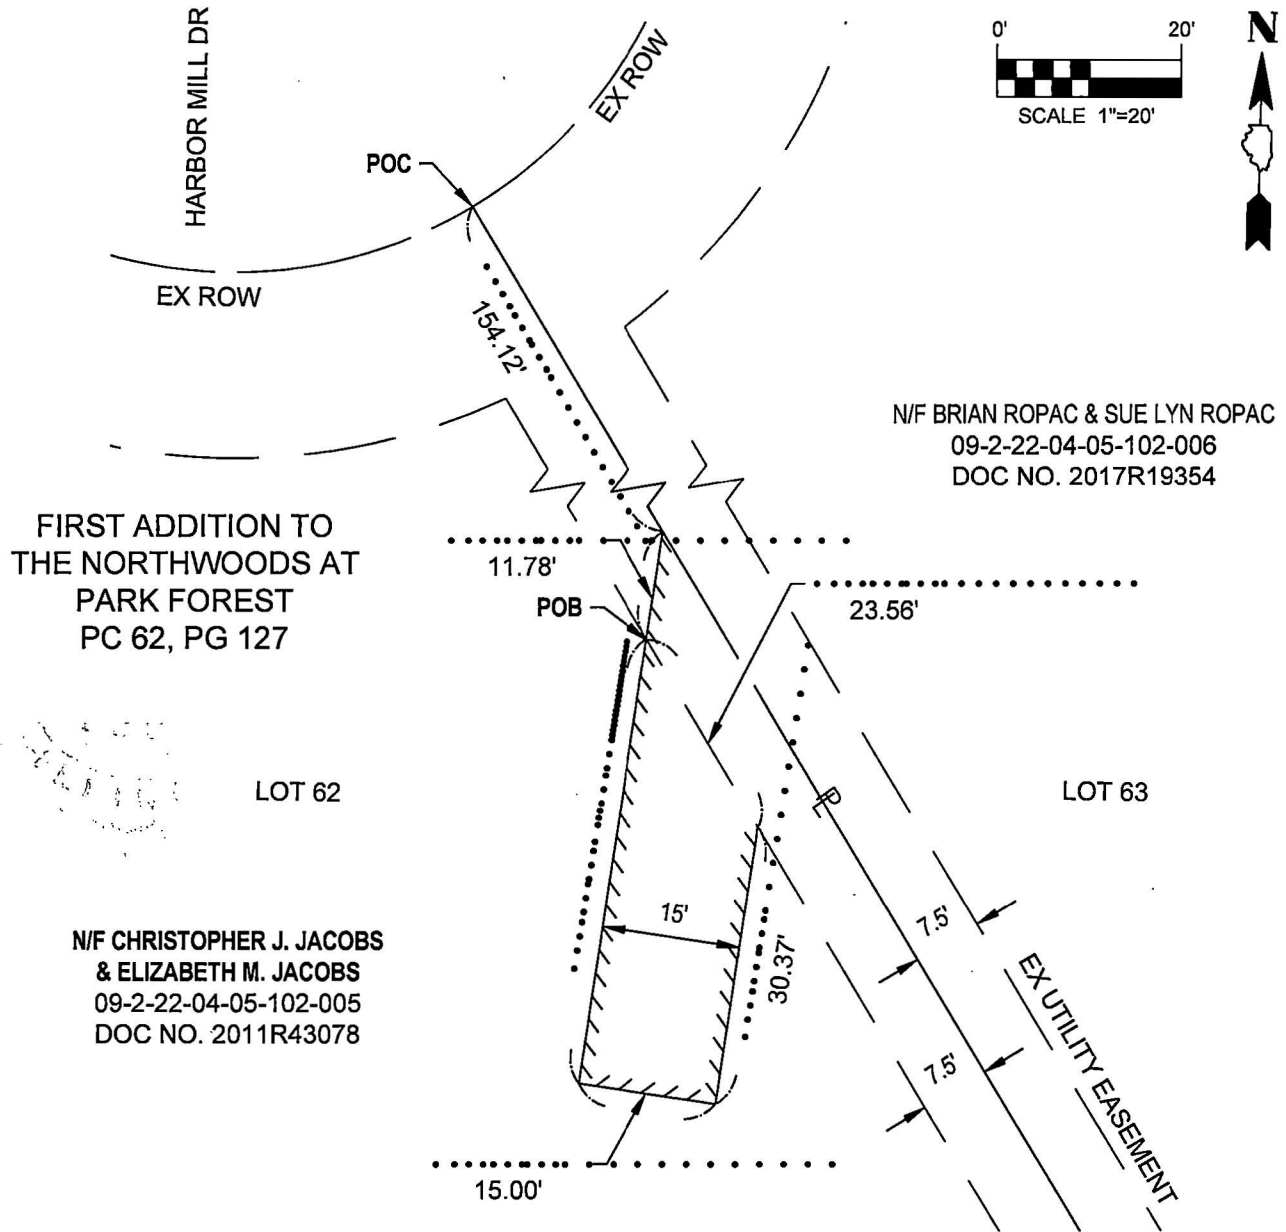 HARBOR MILL DR
EX ROW
0' 20'
SCALE 1"=20'
N
POC
EX ROW
154.12'
N/F BRIAN ROPAC & SUE LYN ROPAC
09-2-22-04-05-102-006
DOC NO. 2017R19354
FIRST ADDITION TO
THE NORTHWOODS AT
PARK FOREST
PC 62, PG 127
11.78'
POB
23.56'
LOT 62
PL
LOT 63
N/F CHRISTOPHER J. JACOBS
& ELIZABETH M. JACOBS
09-2-22-04-05-102-005
DOC NO. 2011R43078
15'
30.37'
7.5'
7.5'
EX UTILITY EASEMENT
15.00'